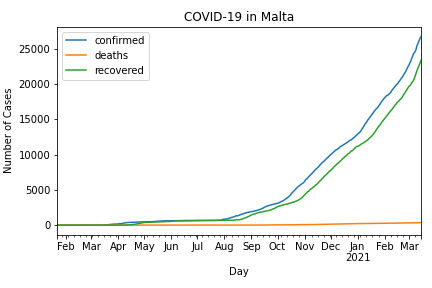 COVID-19 in Malta
confirmed
deaths
recovered
Number of Cases
25000
20000
15000
10000
5000
0
Feb Mar Apr May Jun Jul Aug Sep Oct Nov Dec Jan Feb Mar
2021
Day